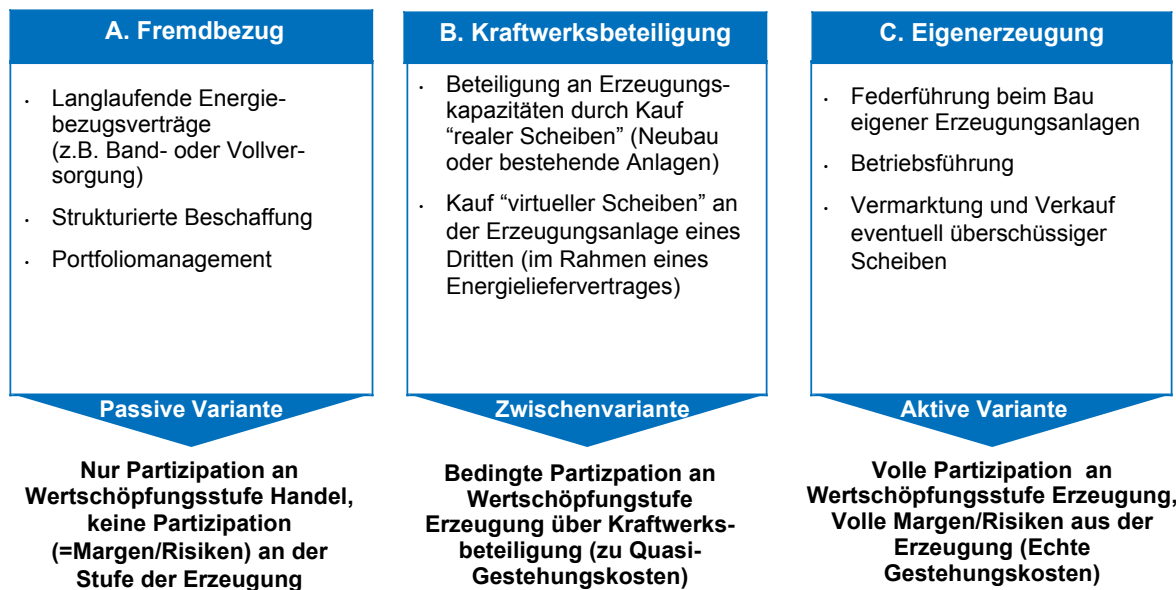 A. Fremdbezug
· Langlaufende Energie-
bezugsverträge
(z.B. Band- oder Vollver-
sorgung)
· Strukturierte Beschaffung
· Portfoliomanagement
Passive Variante
Nur Partizipation an
Wertschöpfungsstufe Handel,
keine Partizipation
(=Margen/Risiken) an der
Stufe der Erzeugung
B. Kraftwerksbeteiligung
· Beteiligung an Erzeugungs-
kapazitäten durch Kauf
“realer Scheiben” (Neubau
oder bestehende Anlagen)
· Kauf “virtueller Scheiben” an
der Erzeugungsanlage eines
Dritten (im Rahmen eines
Energieliefervertrages)
Zwischenvariante
Bedingte Partizpation an
Wertschöpfungstufe
Erzeugung über Kraftwerks-
beteiligung (zu Quasi-
Gestehungskosten)
C. Eigenerzeugung
· Federführung beim Bau
eigener Erzeugungsanlagen
· Betriebsführung
· Vermarktung und Verkauf
eventuell überschüssiger
Scheiben
Aktive Variante
Volle Partizipation an
Wertschöpfungsstufe Erzeugung,
Volle Margen/Risiken aus der
Erzeugung (Echte
Gestehungskosten)